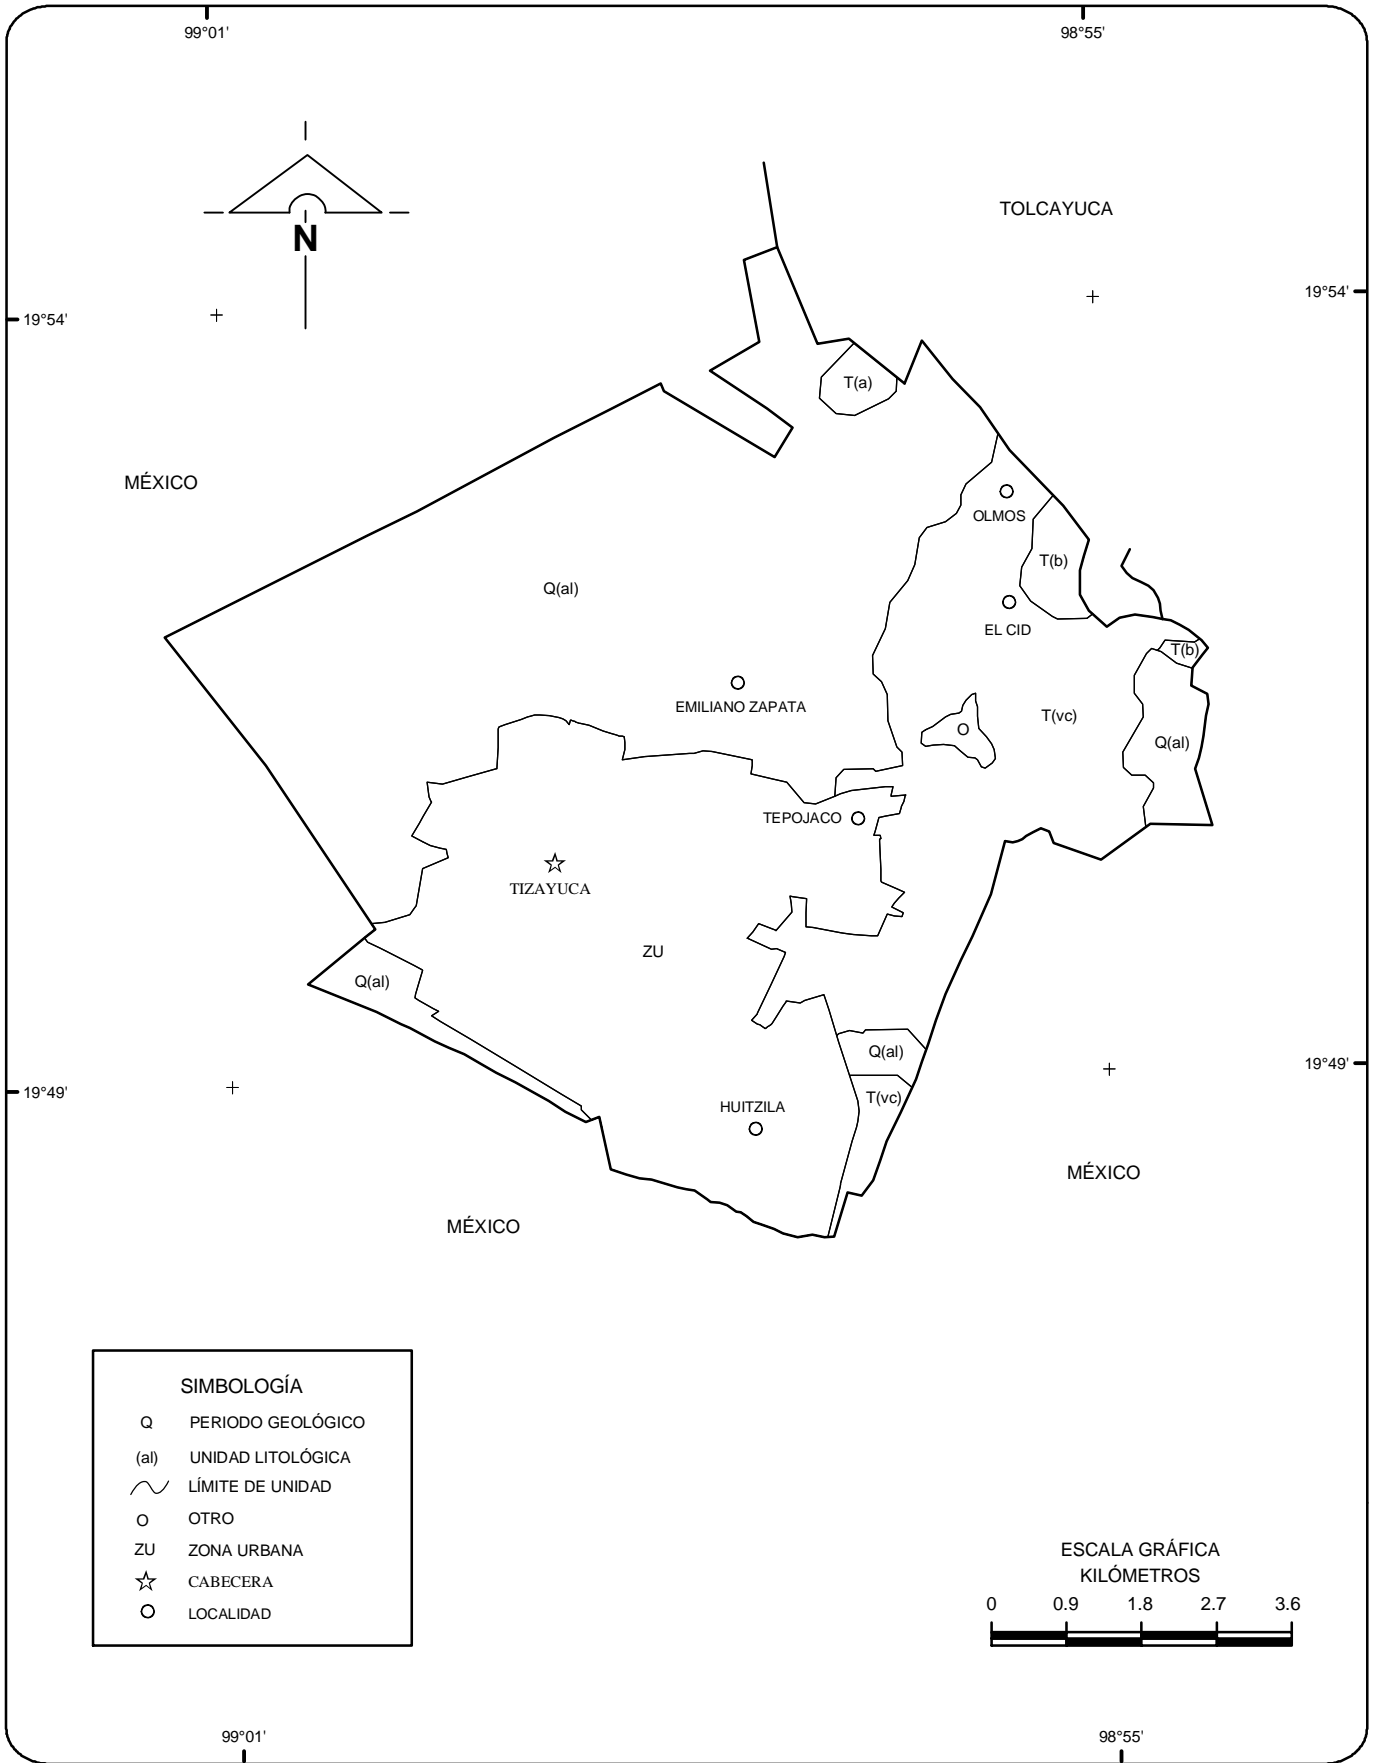 99°01'
98°55'
N
TOLCAYUCA
19°54'
19°54'
T(a)
MÉXICO
OLMOS
T(b)
Q(al)
EL CID
T(b)
EMILIANO ZAPATA
T(vc)
Q(al)
TEPOJACO
TIZAYUCA
ZU
Q(al)
Q(al)
19°49'
19°49'
T(vc)
HUITZILA
MÉXICO
MÉXICO
SIMBOLOGÍA
Q PERIODO GEOLÓGICO
(al) UNIDAD LITOLÓGICA
LÍMITE DE UNIDAD
O OTRO
ZU ZONA URBANA
CABECERA
LOCALIDAD
ESCALA GRÁFICA
KILÓMETROS
0 0.9 1.8 2.7 3.6
99°01'
98°55'